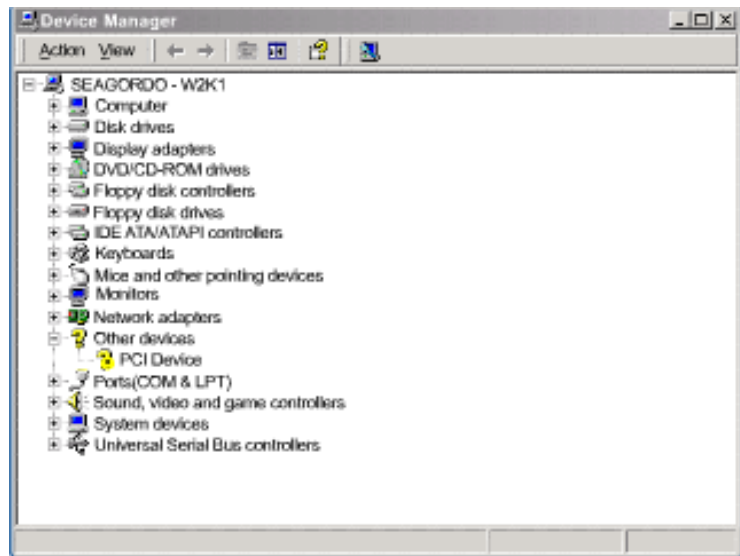 Device Manager
Action View
SEAGORDO - W2K1
Computer
Disk drives
Display adapters
DVD/CD-ROM drives
Floppy disk controllers
Floppy disk drives
IDE ATA/ATAPI controllers
Keyboards
Mice and other pointing devices
Monitors
Network adapters
Other devices
PCI Device
Ports(COM & LPT)
Sound, video and game controllers
System devices
Universal Serial Bus controllers